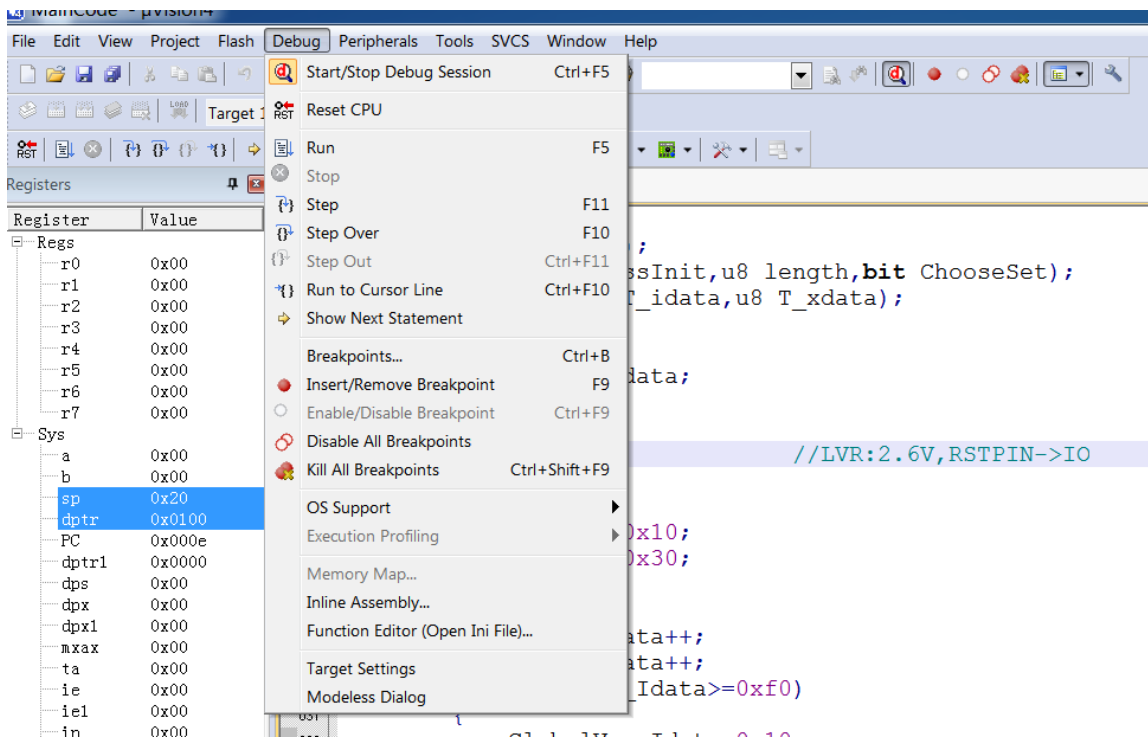 MainCode - µVision4
File Edit View Project Flash Debug Peripherals Tools SVCS Window Help
Start/Stop Debug Session Ctrl+F5
LOAD
Target 1
RST Reset CPU
RST
Run F5
Stop
Registers
Step F11
Register Value
Step Over F10
Regs
;
r0 0x00
Step Out Ctrl+F11
ssInit,u8 length,bit ChooseSet);
r1 0x00
Run to Cursor Line Ctrl+F10
T_idata,u8 T_xdata);
r2 0x00
Show Next Statement
r3 0x00
r4 0x00
Breakpoints... Ctrl+B
r5 0x00
data;
Insert/Remove Breakpoint F9
r6 0x00
r7 0x00
Enable/Disable Breakpoint Ctrl+F9
Sys
Disable All Breakpoints
a 0x00
//LVR:2.6V,RSTPIN->IO
b 0x00
Kill All Breakpoints Ctrl+Shift+F9
sp 0x20
OS Support
dptr 0x0100
PC 0x000e
Execution Profiling
0x10;
dptr1 0x0000
0x30;
Memory Map...
dps 0x00
dpx 0x00
Inline Assembly...
dpx1 0x00
Function Editor (Open Ini File)...
ata++;
mxax 0x00
ta 0x00
Target Settings
ata++;
ie 0x00
_Idata>=0xf0)
Modeless Dialog
ie1 0x00
631
{
ip 0x00